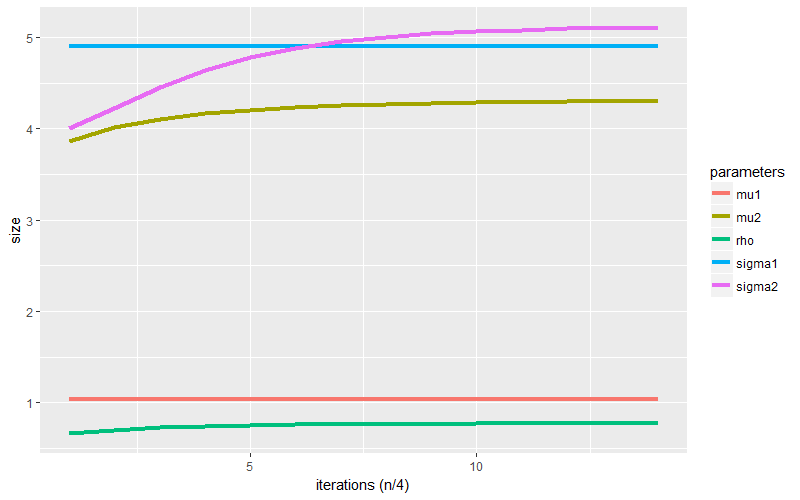 5
4
3
2
1
size
5
10
iterations (n/4)
parameters
mu1
mu2
rho
sigma1
sigma2